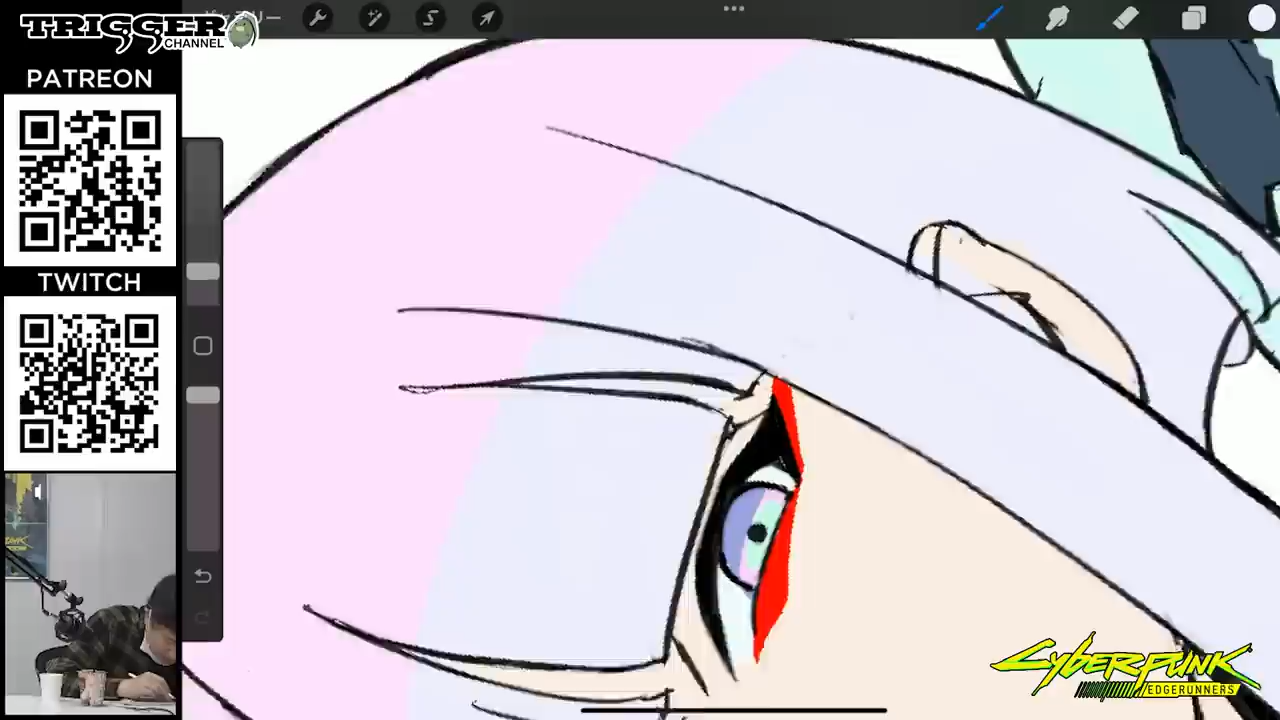 TRIGGER
CHANNEL
PATREON
TWITCH
CYBERPUNK
EDGERUNNERS